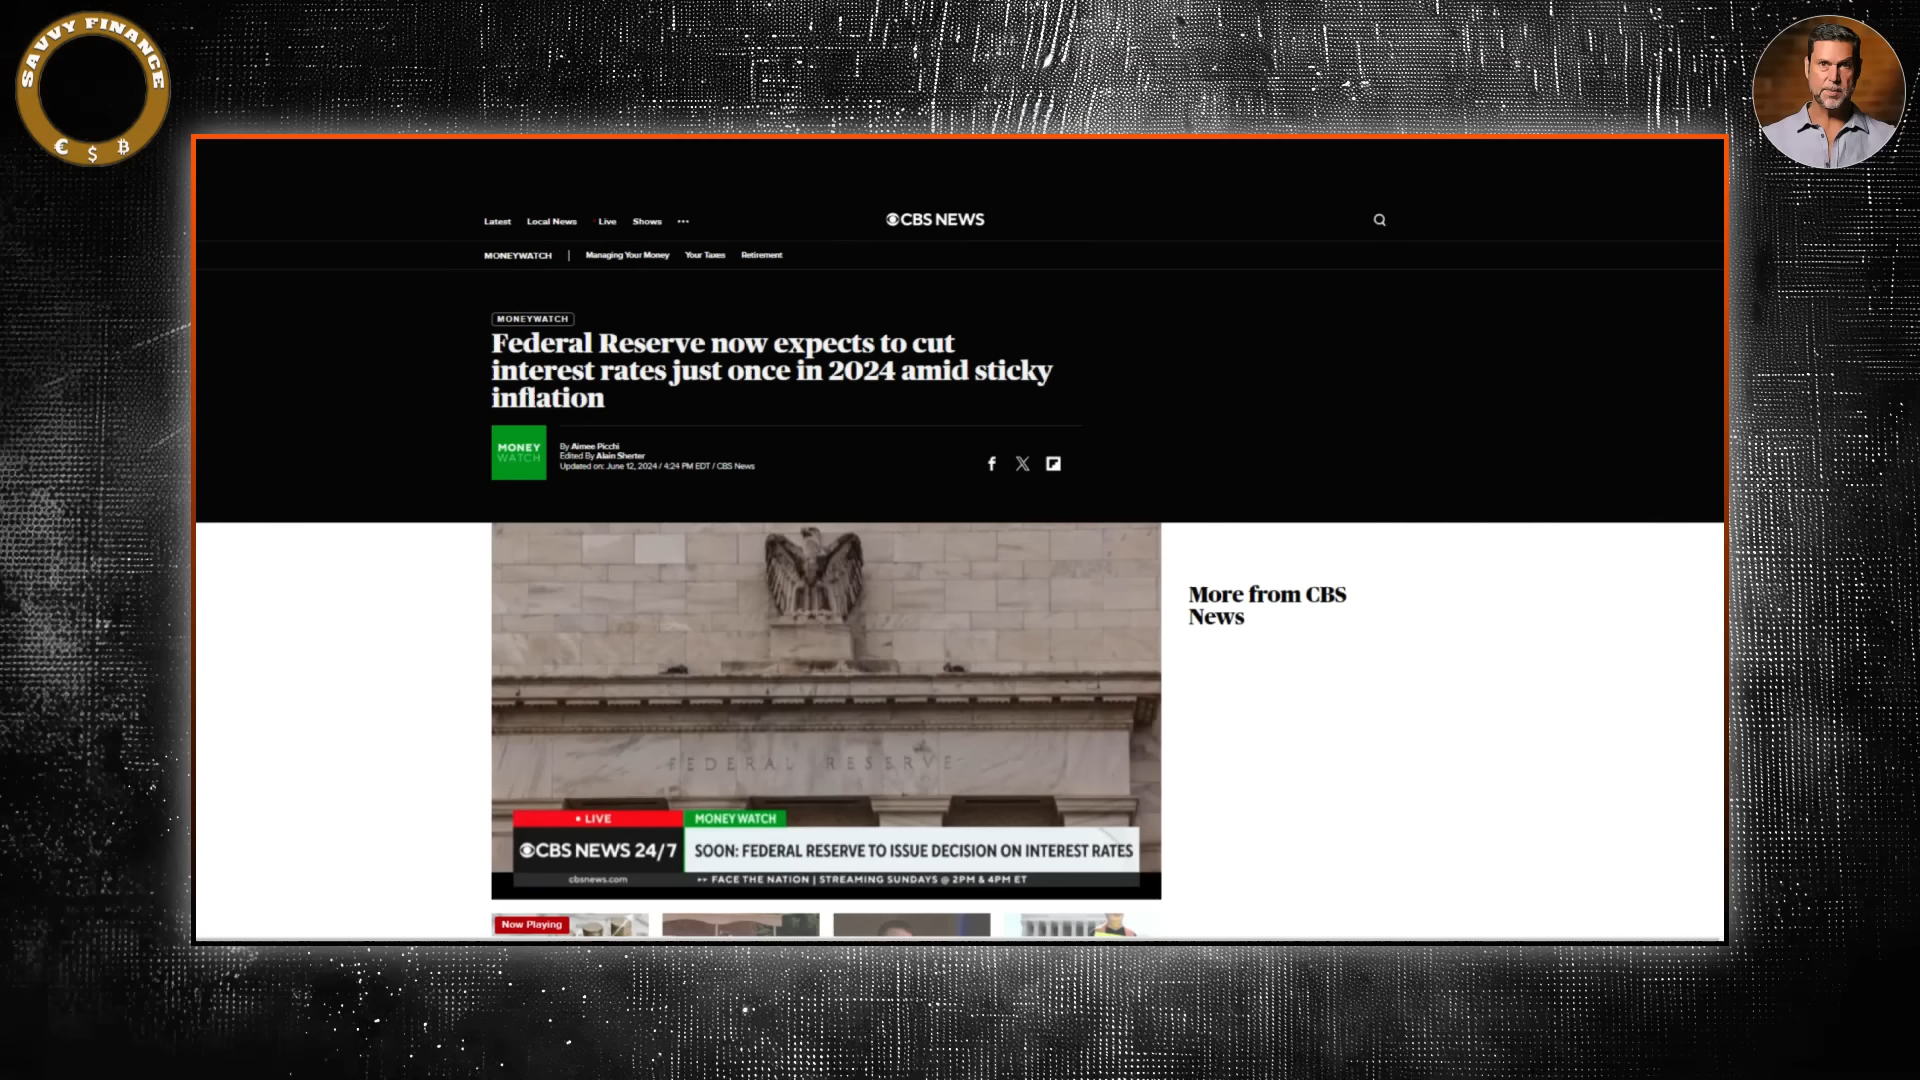 SAVVY FINANCE
€ $ ₿
Latest Local News Live Shows •••
CBS NEWS
MONEYWATCH | Managing Your Money Your Taxes Retirement
MONEYWATCH
Federal Reserve now expects to cut
interest rates just once in 2024 amid sticky
inflation
MONEY
WATCH
By Aimee Picchi
Edited By Alain Sherter
Updated on: June 12, 2024 / 4:24 PM EDT / CBS News
More from CBS
News
FEDERAL RESERVE
• LIVE
MONEYWATCH
CBS NEWS 24/7
SOON: FEDERAL RESERVE TO ISSUE DECISION ON INTEREST RATES
cbsnews.com
FACE THE NATION | STREAMING SUNDAYS @ 2PM & 4PM ET
Now Playing